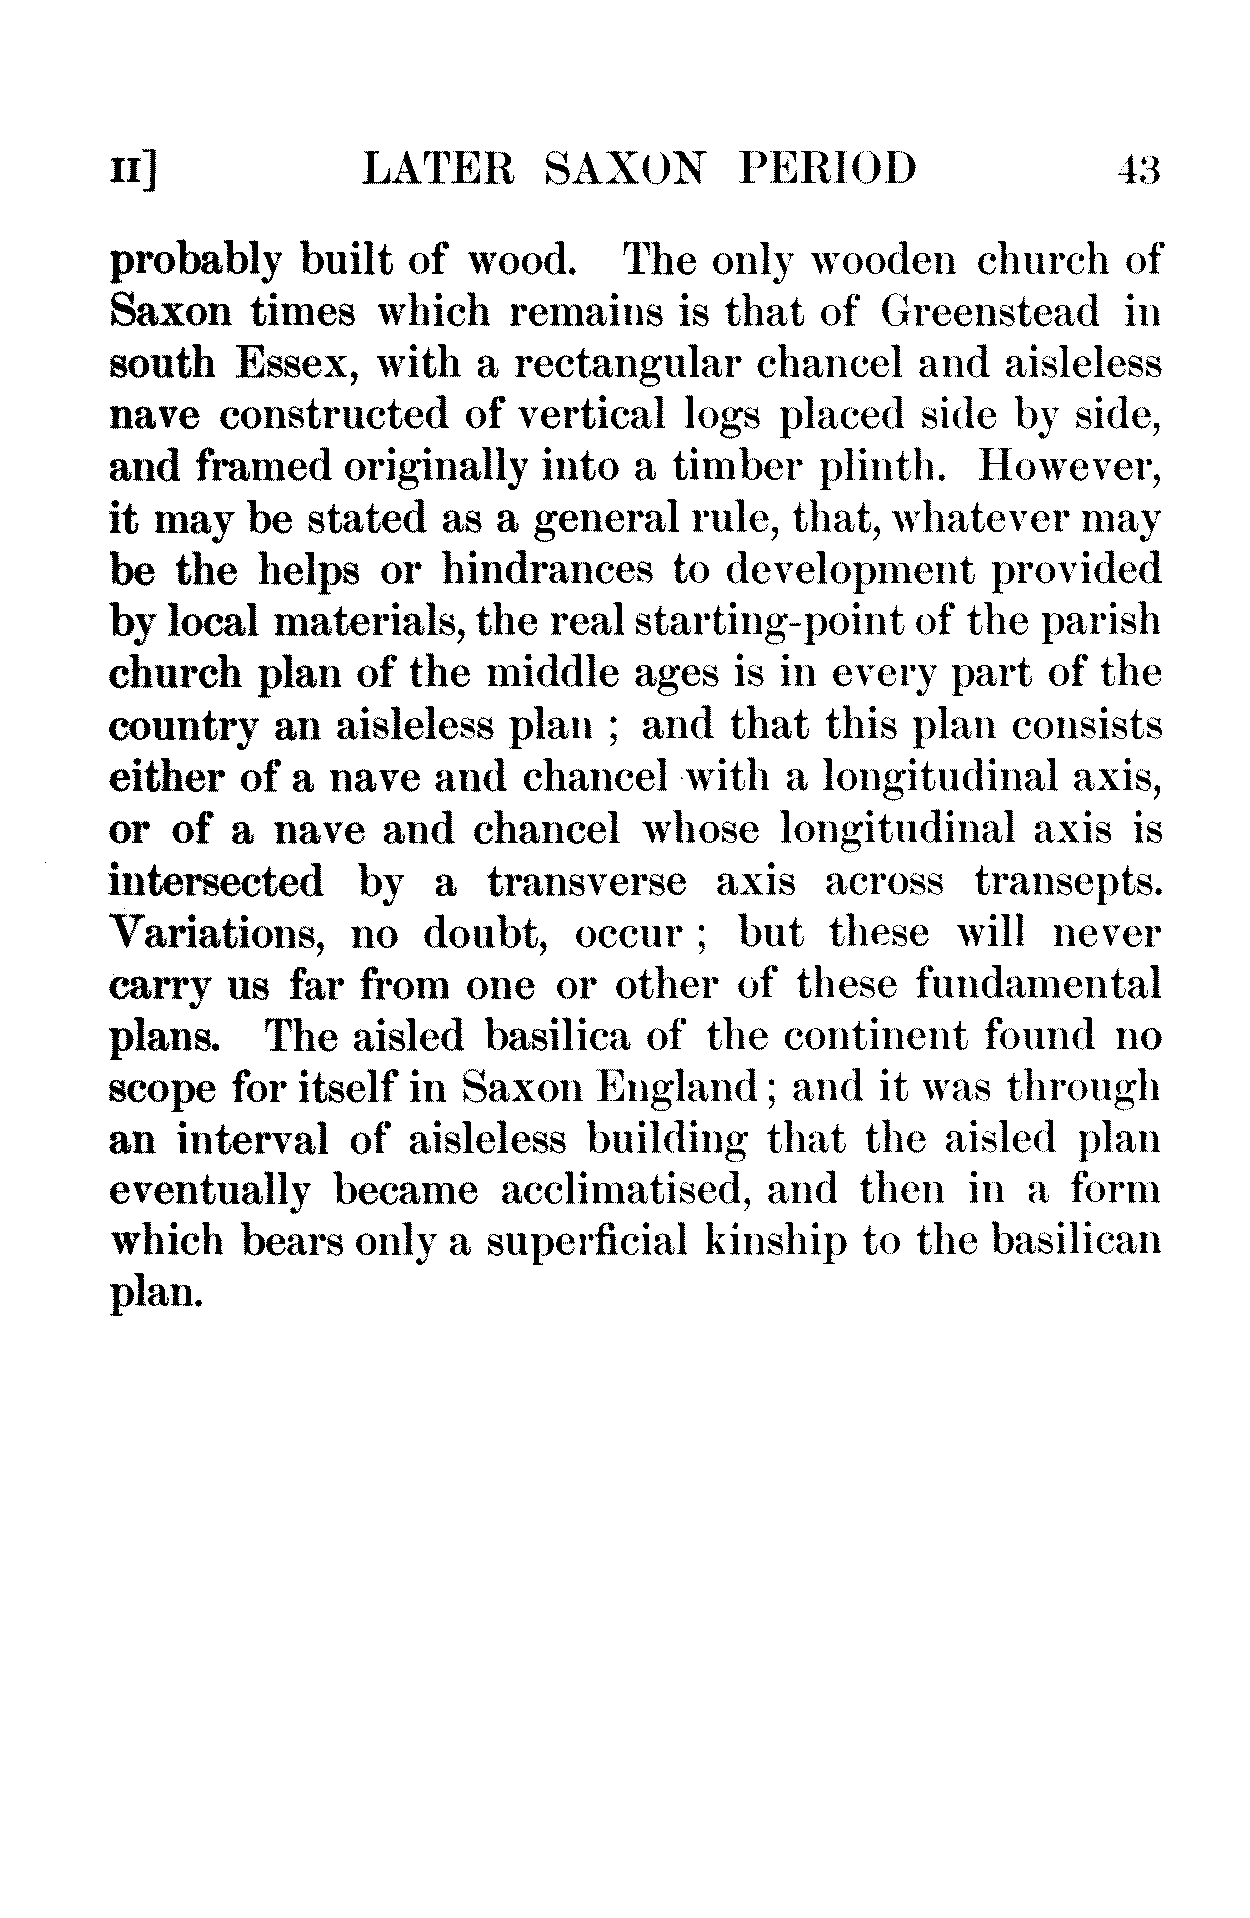 II] LATER SAXON PERIOD 43
probably built of wood. The only wooden church of
Saxon times which remains is that of Greenstead in
south Essex, with a rectangular chancel and aisleless
nave constructed of vertical logs placed side by side,
and framed originally into a timber plinth. However,
it may be stated as a general rule, that, whatever may
be the helps or hindrances to development provided
by local materials, the real starting-point of the parish
church plan of the middle ages is in every part of the
country an aisleless plan ; and that this plan consists
either of a nave and chancel with a longitudinal axis,
or of a nave and chancel whose longitudinal axis is
intersected by a transverse axis across transepts.
Variations, no doubt, occur ; but these will never
carry us far from one or other of these fundamental
plans. The aisled basilica of the continent found no
scope for itself in Saxon England ; and it was through
an interval of aisleless building that the aisled plan
eventually became acclimatised, and then in a form
which bears only a superficial kinship to the basilican
plan.